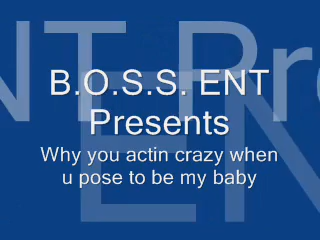 B.O.S.S. ENT
Presents
Why you actin crazy when
u pose to be my baby